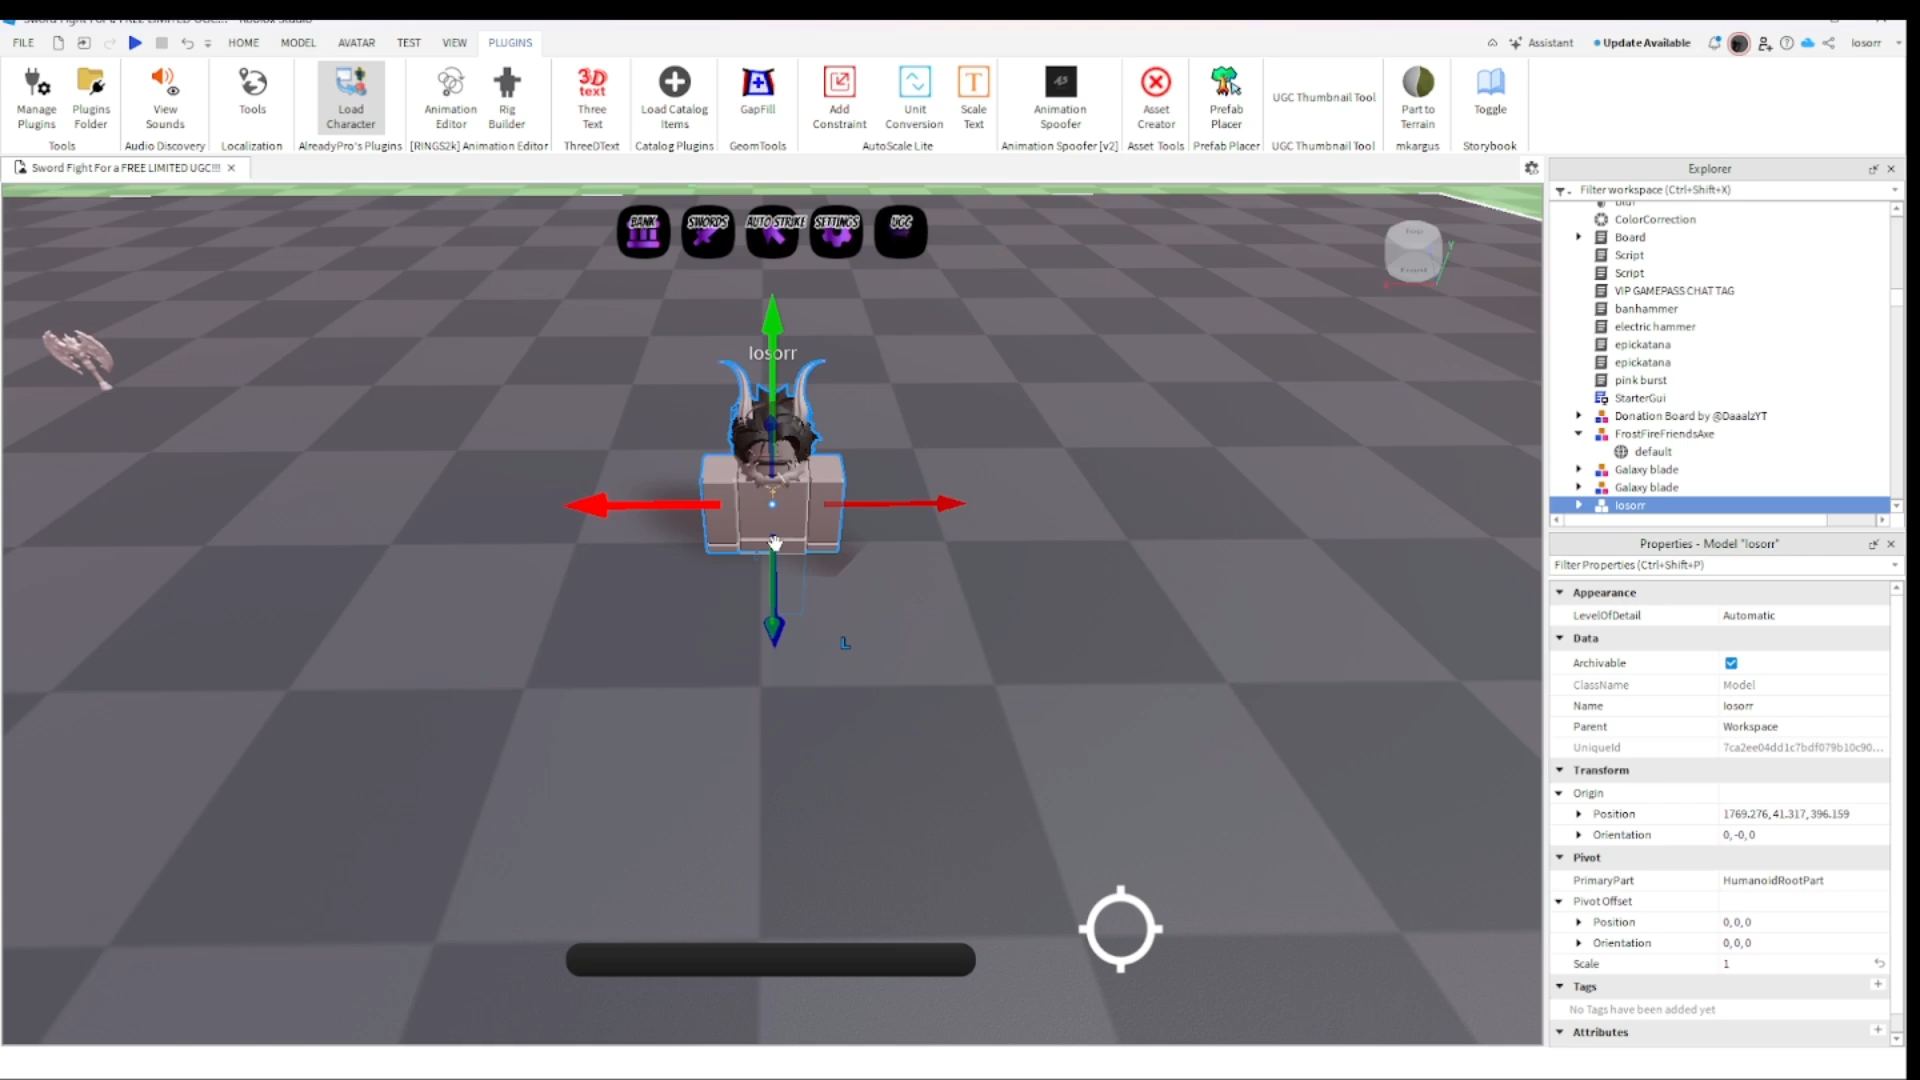 FILE HOME MODEL AVATAR TEST VIEW PLUGINS Assistant Update Available losorr
Manage Plugins
Plugins Folder
View Sounds
Tools
Load Character
Animation Editor
Rig Builder
3D text
Three Text
Load Catalog Items
GapFill
Add Constraint
Unit Conversion
T
Scale Text
Animation Spoofer
Asset Creator
Prefab Placer
UGC Thumbnail Tool
Part to Terrain
Toggle
Tools Audio Discovery Localization AlreadyPro's Plugins [RINGS2k] Animation Editor ThreeDText Catalog Plugins GeomTools AutoScale Lite Animation Spoofer [v2] Asset Tools Prefab Placer UGC Thumbnail Tool mkargus Storybook
Sword Fight For a FREE LIMITED UGC!!!
BANK SWORDS AUTO STRIKE SETTINGS UGC
Top
Front
Y
losorr
L
Explorer
Filter workspace (Ctrl+Shift+X)
ColorCorrection
Board
Script
Script
VIP GAMEPASS CHAT TAG
banhammer
electric hammer
epickatana
epickatana
pink burst
StarterGui
Donation Board by @DaaalzYT
FrostFireFriendsAxe
default
Galaxy blade
Galaxy blade
losorr
Properties - Model "losorr"
Filter Properties (Ctrl+Shift+P)
Appearance
LevelOfDetail Automatic
Data
Archivable
ClassName Model
Name losorr
Parent Workspace
UniqueId 7ca2ee04dd1c7bdf079b10c90...
Transform
Origin
Position 1769.276, 41.317, 396.159
Orientation 0, -0, 0
Pivot
PrimaryPart HumanoidRootPart
Pivot Offset
Position 0, 0, 0
Orientation 0, 0, 0
Scale 1
Tags
No Tags have been added yet
Attributes